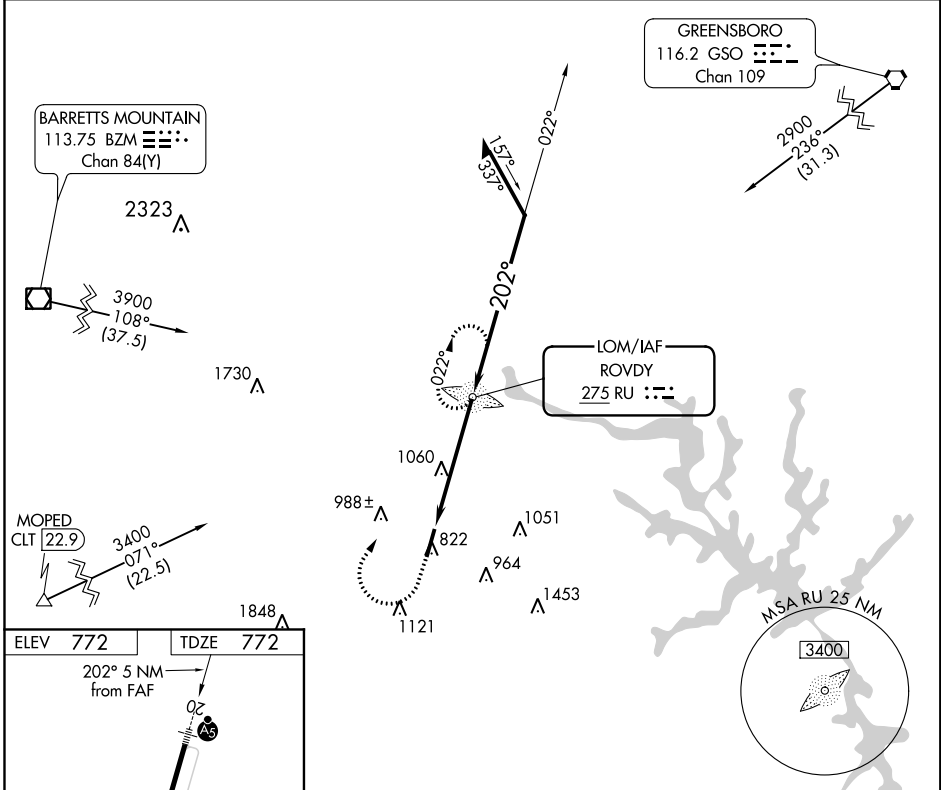 GREENSBORO
116.2 GSO
Chan 109
2900
236°
(31.3)
BARRETTS MOUNTAIN
113.75 BZM
Chan 84(Y)
2323
022°
157°
337°
202°
3900
108°
(37.5)
1730
022°
LOM/IAF
ROVDY
275 RU
1060
988±
1051
822
964
1453
1121
MOPED
CLT 22.9
3400
071°
(22.5)
1848
MSA RU 25 NM
3400
ELEV 772
TDZE 772
202° 5 NM
from FAF
20
A5